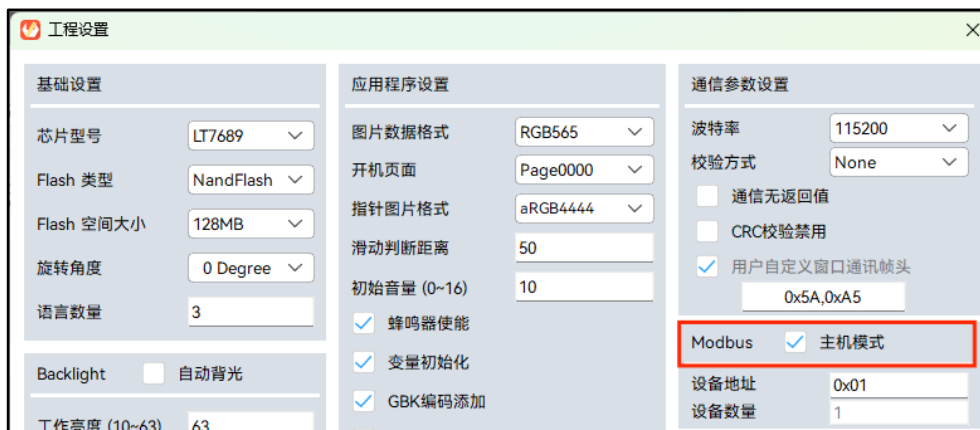 工程设置
基础设置
芯片型号 LT7689
Flash 类型 NandFlash
Flash 空间大小 128MB
旋转角度 0 Degree
语言数量 3
Backlight 自动背光
工作亮度 (10~63) 63
应用程序设置
图片数据格式 RGB565
开机页面 Page0000
指针图片格式 aRGB4444
滑动判断距离 50
初始音量 (0~16) 10
蜂鸣器使能
变量初始化
GBK编码添加
通信参数设置
波特率 115200
校验方式 None
通信无返回值
CRC校验禁用
用户自定义窗口通讯帧头
0x5A,0xA5
Modbus 主机模式
设备地址 0x01
设备数量 1